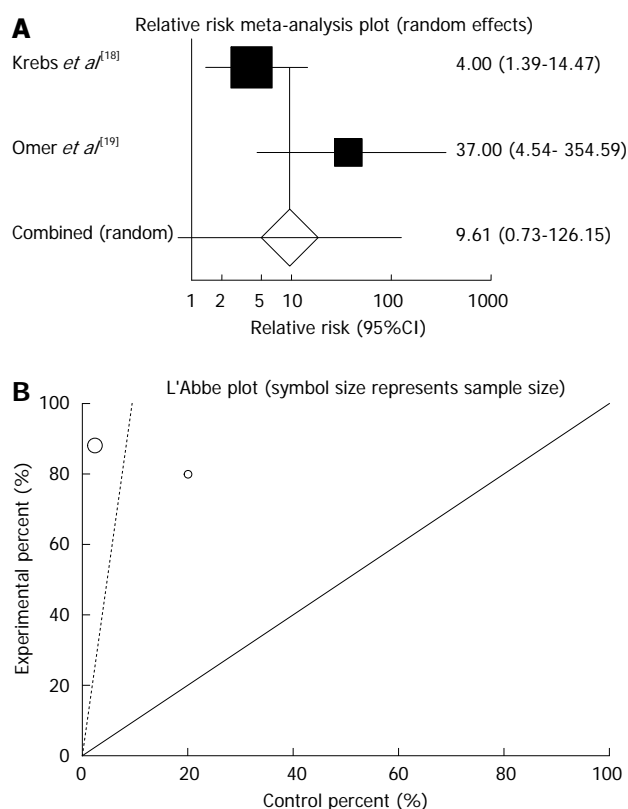 A Relative risk meta-analysis plot (random effects)
Krebs et al[18] 4.00 (1.39-14.47)
Omer et al[19] 37.00 (4.54- 354.59)
Combined (random) 9.61 (0.73-126.15)
1 2 5 10 100 1000
Relative risk (95%CI)
B L'Abbe plot (symbol size represents sample size)
100
80
60
40
20
0
Experimental percent (%)
0 20 40 60 80 100
Control percent (%)